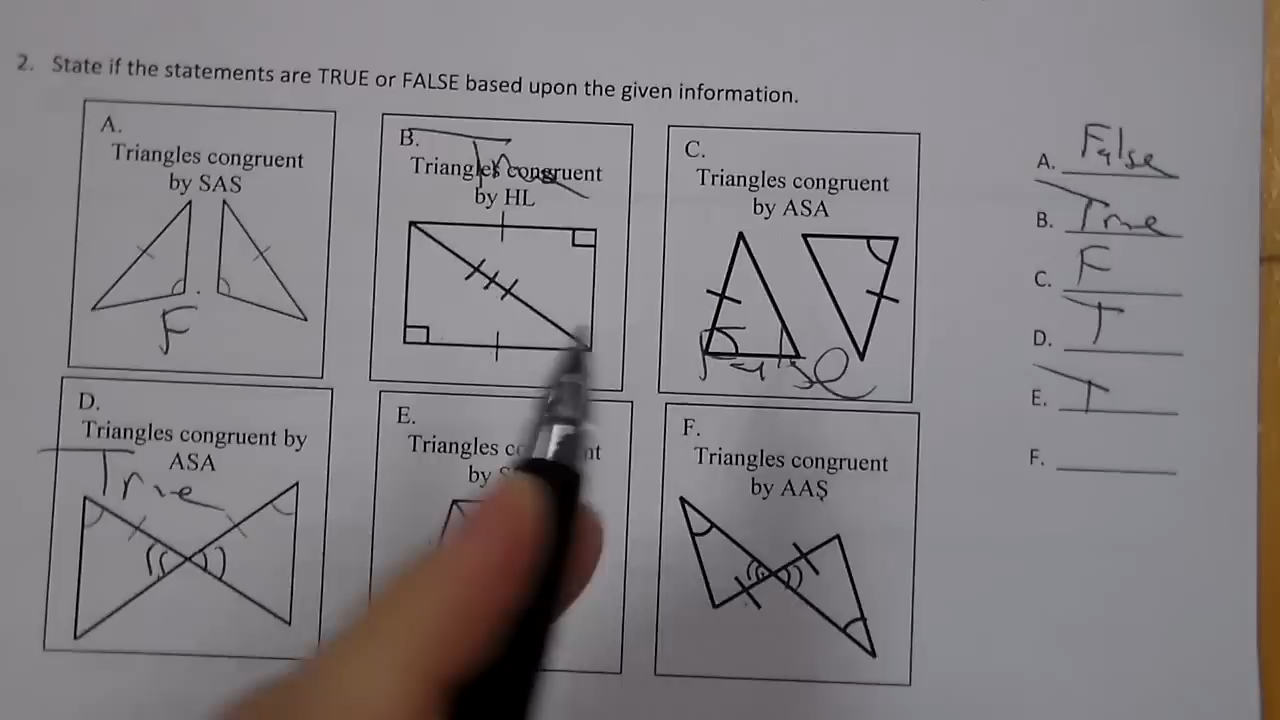 2. State if the statements are TRUE or FALSE based upon the given information.
A.
Triangles congruent
by SAS
F
B.
True
Triangles congruent
by HL
C.
Triangles congruent
by ASA
False
D.
Triangles congruent by
ASA
True
E.
Triangles
by
F.
Triangles congruent
by AAS
A. False
B. True
C. F
D. T
E. T
F.